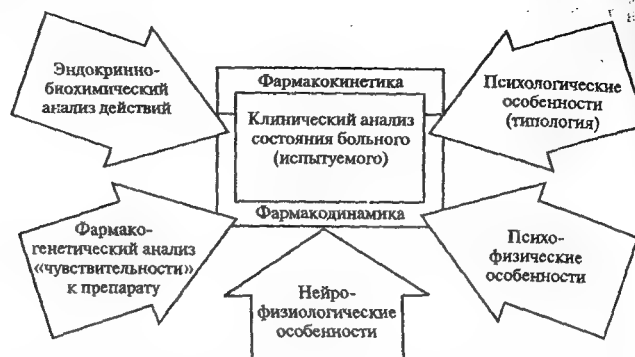 Эндокринно-
биохимический
анализ действий
Фармакокинетика
Клинический анализ
состояния больного
(испытуемого)
Фармакодинамика
Психологические
особенности
(типология)
Фармако-
генетический анализ
«чувствительности»
к препарату
Нейро-
физиологические
особенности
Психо-
физические
особенности